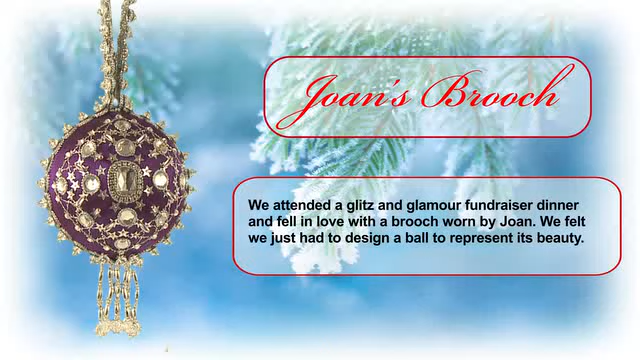 Joan's Brooch
We attended a glitz and glamour fundraiser dinner
and fell in love with a brooch worn by Joan. We felt
we just had to design a ball to represent its beauty.